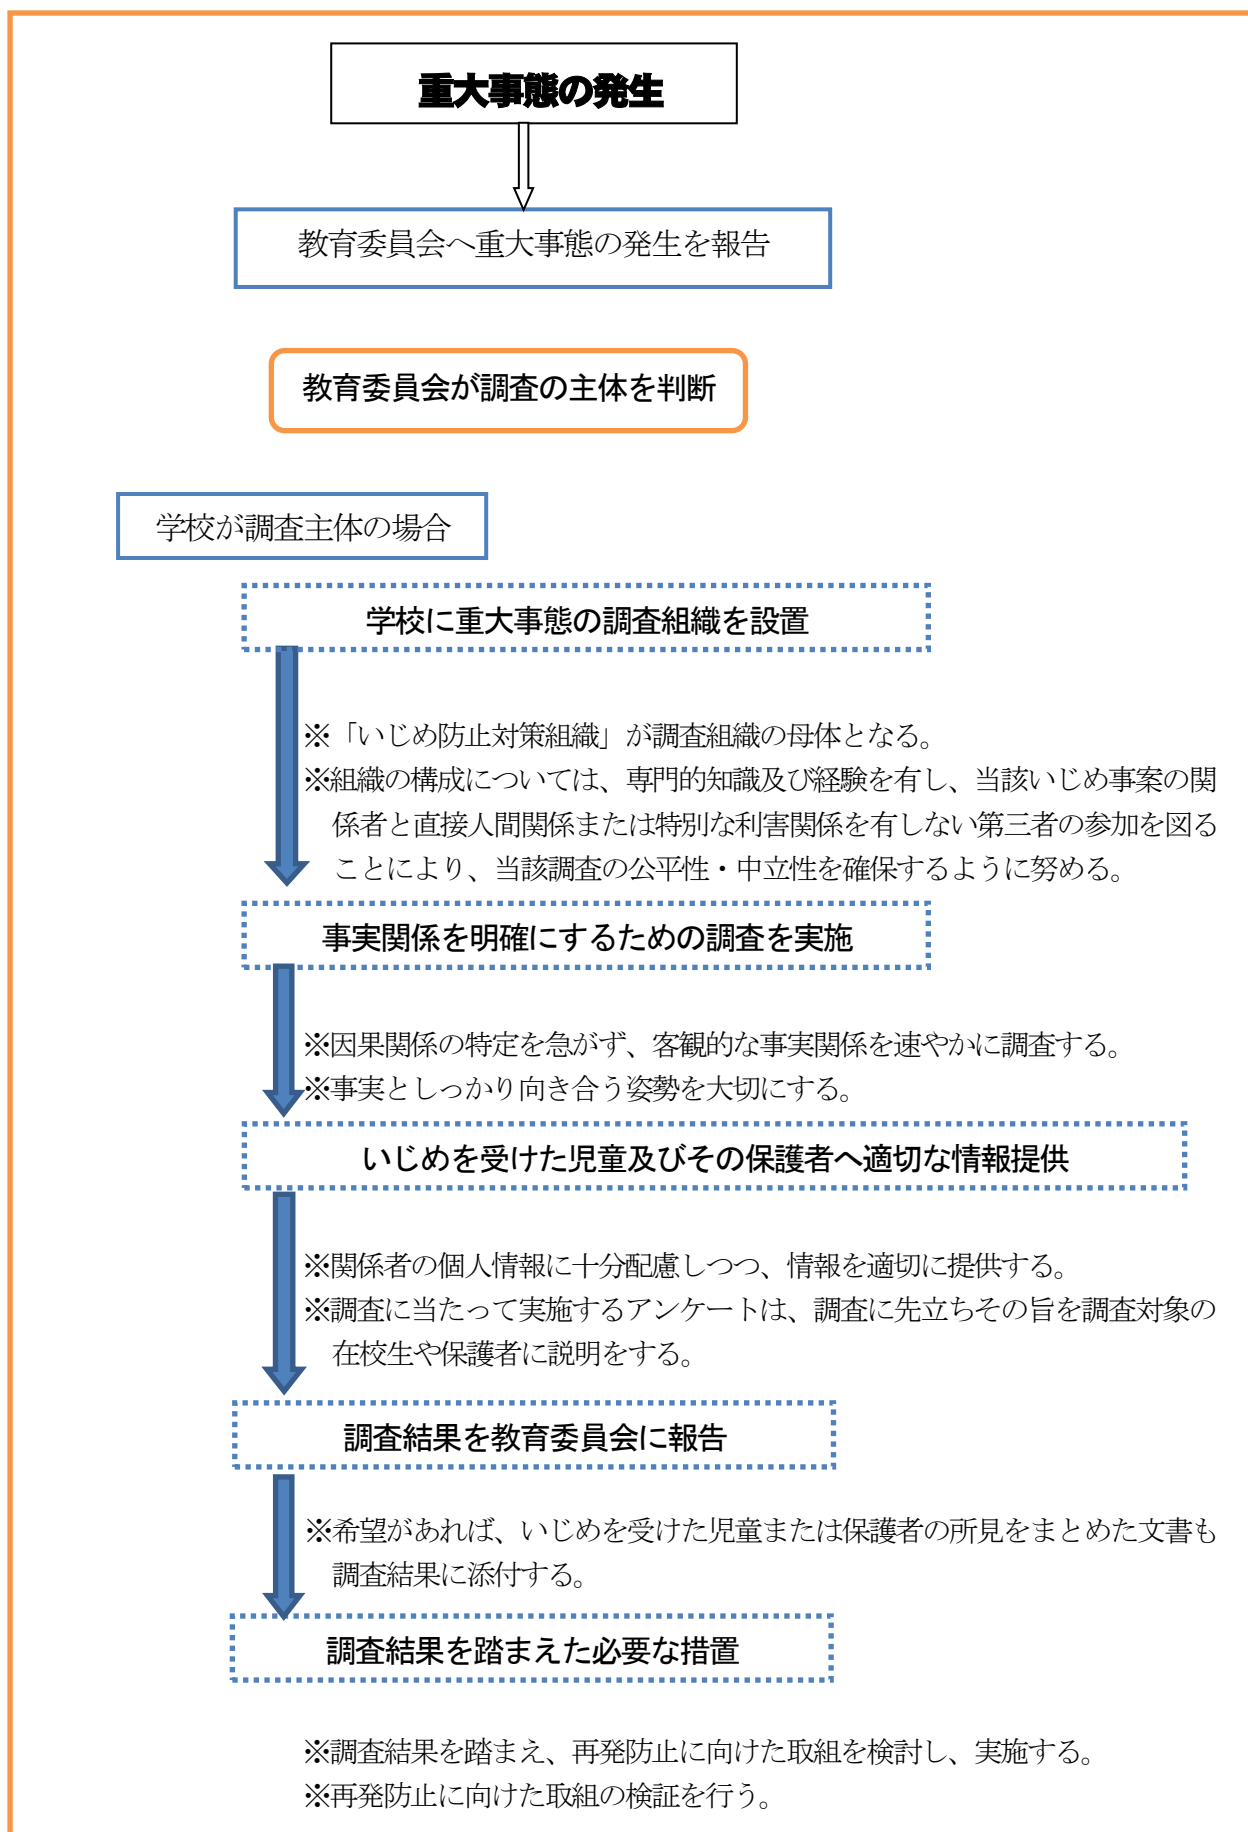 重大事態の発生
教育委員会へ重大事態の発生を報告
教育委員会が調査の主体を判断
学校が調査主体の場合
学校に重大事態の調査組織を設置
※「いじめ防止対策組織」が調査組織の母体となる。
※組織の構成については、専門的知識及び経験を有し、当該いじめ事案の関
係者と直接人間関係または特別な利害関係を有しない第三者の参加を図る
ことにより、当該調査の公平性・中立性を確保するように努める。
事実関係を明確にするための調査を実施
※因果関係の特定を急がず、客観的な事実関係を速やかに調査する。
※事実としっかり向き合う姿勢を大切にする。
いじめを受けた児童及びその保護者へ適切な情報提供
※関係者の個人情報に十分配慮しつつ、情報を適切に提供する。
※調査に当たって実施するアンケートは、調査に先立ちその旨を調査対象の
在校生や保護者に説明をする。
調査結果を教育委員会に報告
※希望があれば、いじめを受けた児童または保護者の所見をまとめた文書も
調査結果に添付する。
調査結果を踏まえた必要な措置
※調査結果を踏まえ、再発防止に向けた取組を検討し、実施する。
※再発防止に向けた取組の検証を行う。